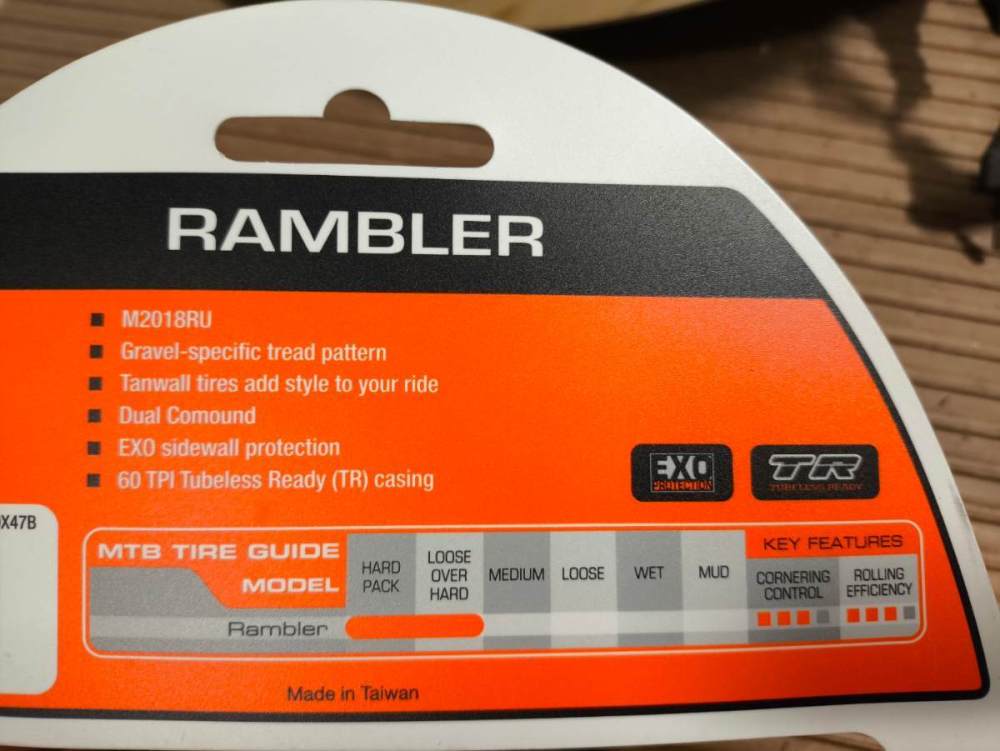 RAMBLER
M2018RU
Gravel-specific tread pattern
Tanwall tires add style to your ride
Dual Comound
EXO sidewall protection
60 TPI Tubeless Ready (TR) casing
EXO
PROTECTION
TR
TUBELESS READY
X47B
MTB TIRE GUIDE
MODEL
HARD
PACK
LOOSE
OVER
HARD
MEDIUM
LOOSE
WET
MUD
KEY FEATURES
CORNERING
CONTROL
ROLLING
EFFICIENCY
Rambler
Made in Taiwan